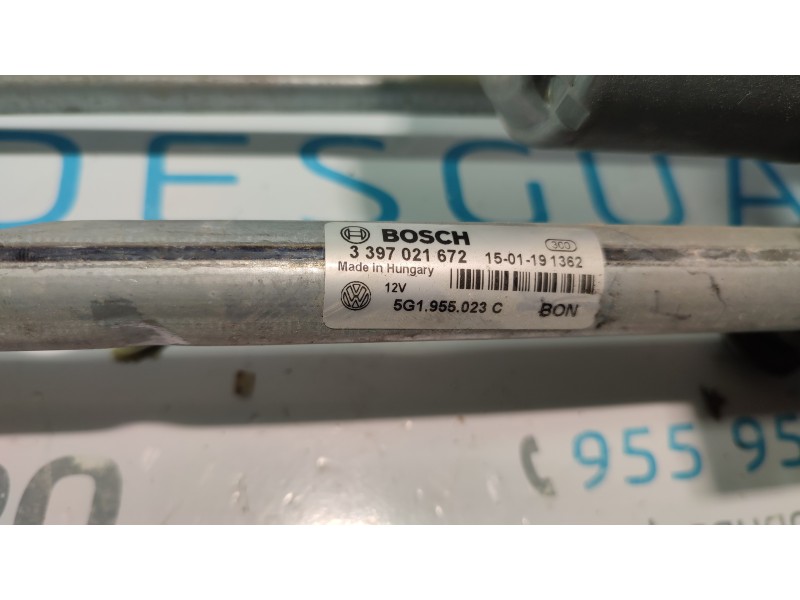 DESGUA
BOSCH 360
3 397 021 672 15-01-19 1362
Made in Hungary
12V
5G1.955.023 C BON
955 95